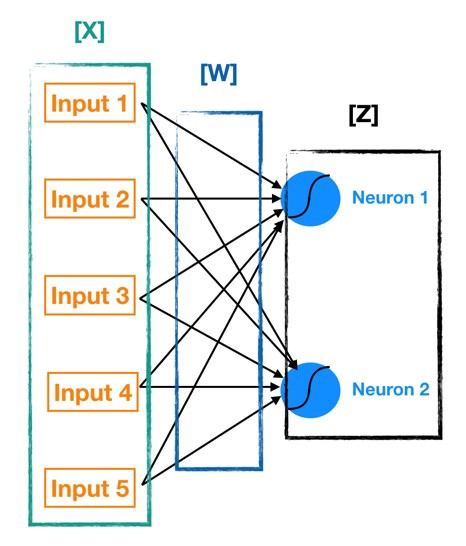 [X]
[W]
[Z]
Input 1
Input 2
Input 3
Input 4
Input 5
Neuron 1
Neuron 2